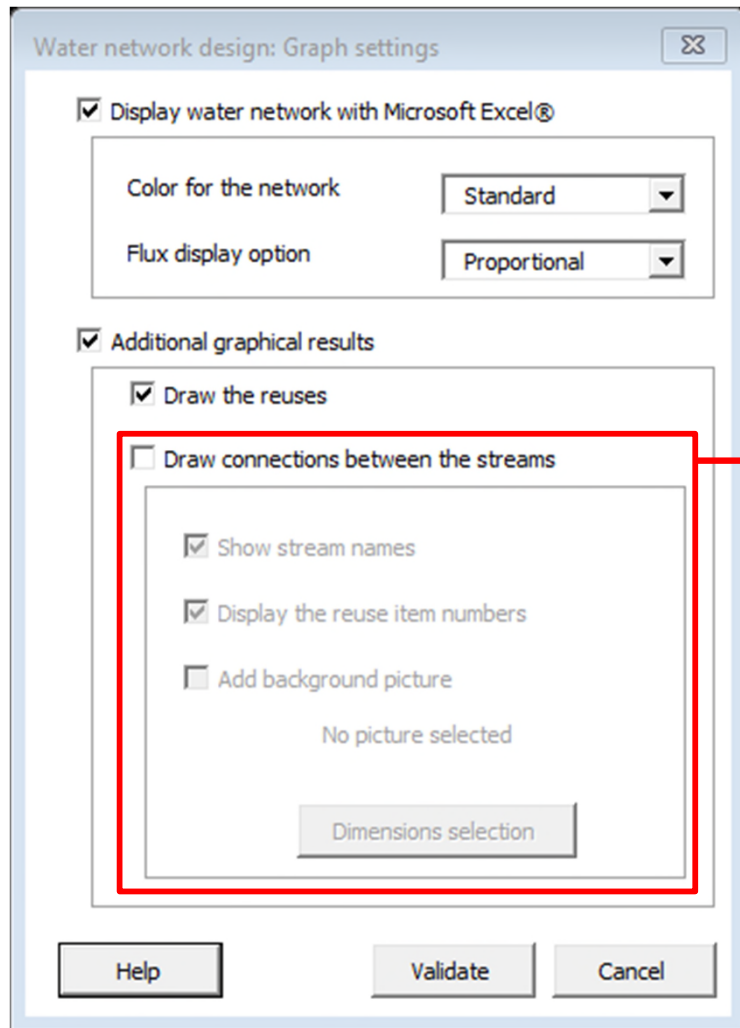 Water network design: Graph settings
Display water network with Microsoft Excel®
Color for the network
Standard
Flux display option
Proportional
Additional graphical results
Draw the reuses
Draw connections between the streams
Show stream names
Display the reuse item numbers
Add background picture
No picture selected
Dimensions selection
Help
Validate
Cancel